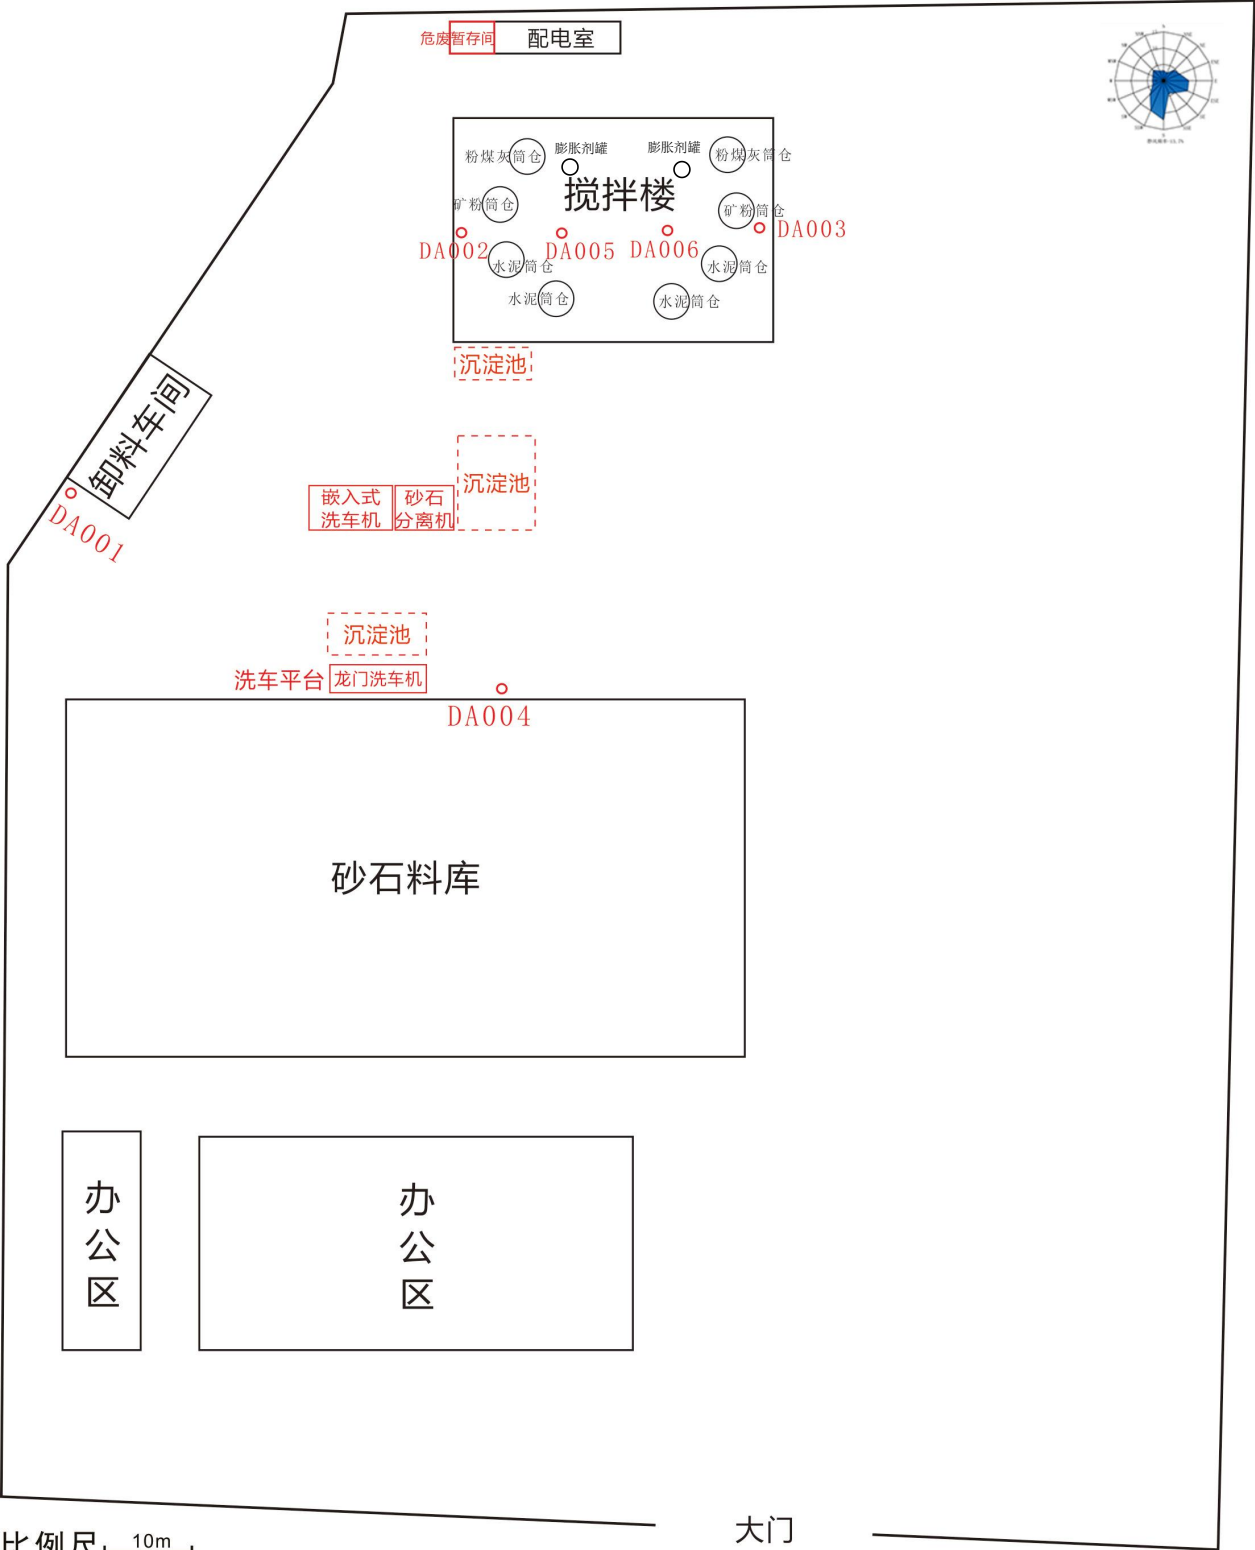 危废暂存间
配电室
粉煤灰筒仓
膨胀剂罐
膨胀剂罐
粉煤灰筒仓
搅拌楼
矿粉筒仓
矿粉筒仓
DA002
DA005
DA006
DA003
水泥筒仓
水泥筒仓
水泥筒仓
水泥筒仓
沉淀池
卸料车间
DA001
沉淀池
嵌入式
洗车机
砂石
分离机
沉淀池
洗车平台
龙门洗车机
DA004
砂石料库
办
公
区
办
公
区
大门
比例尺
10m